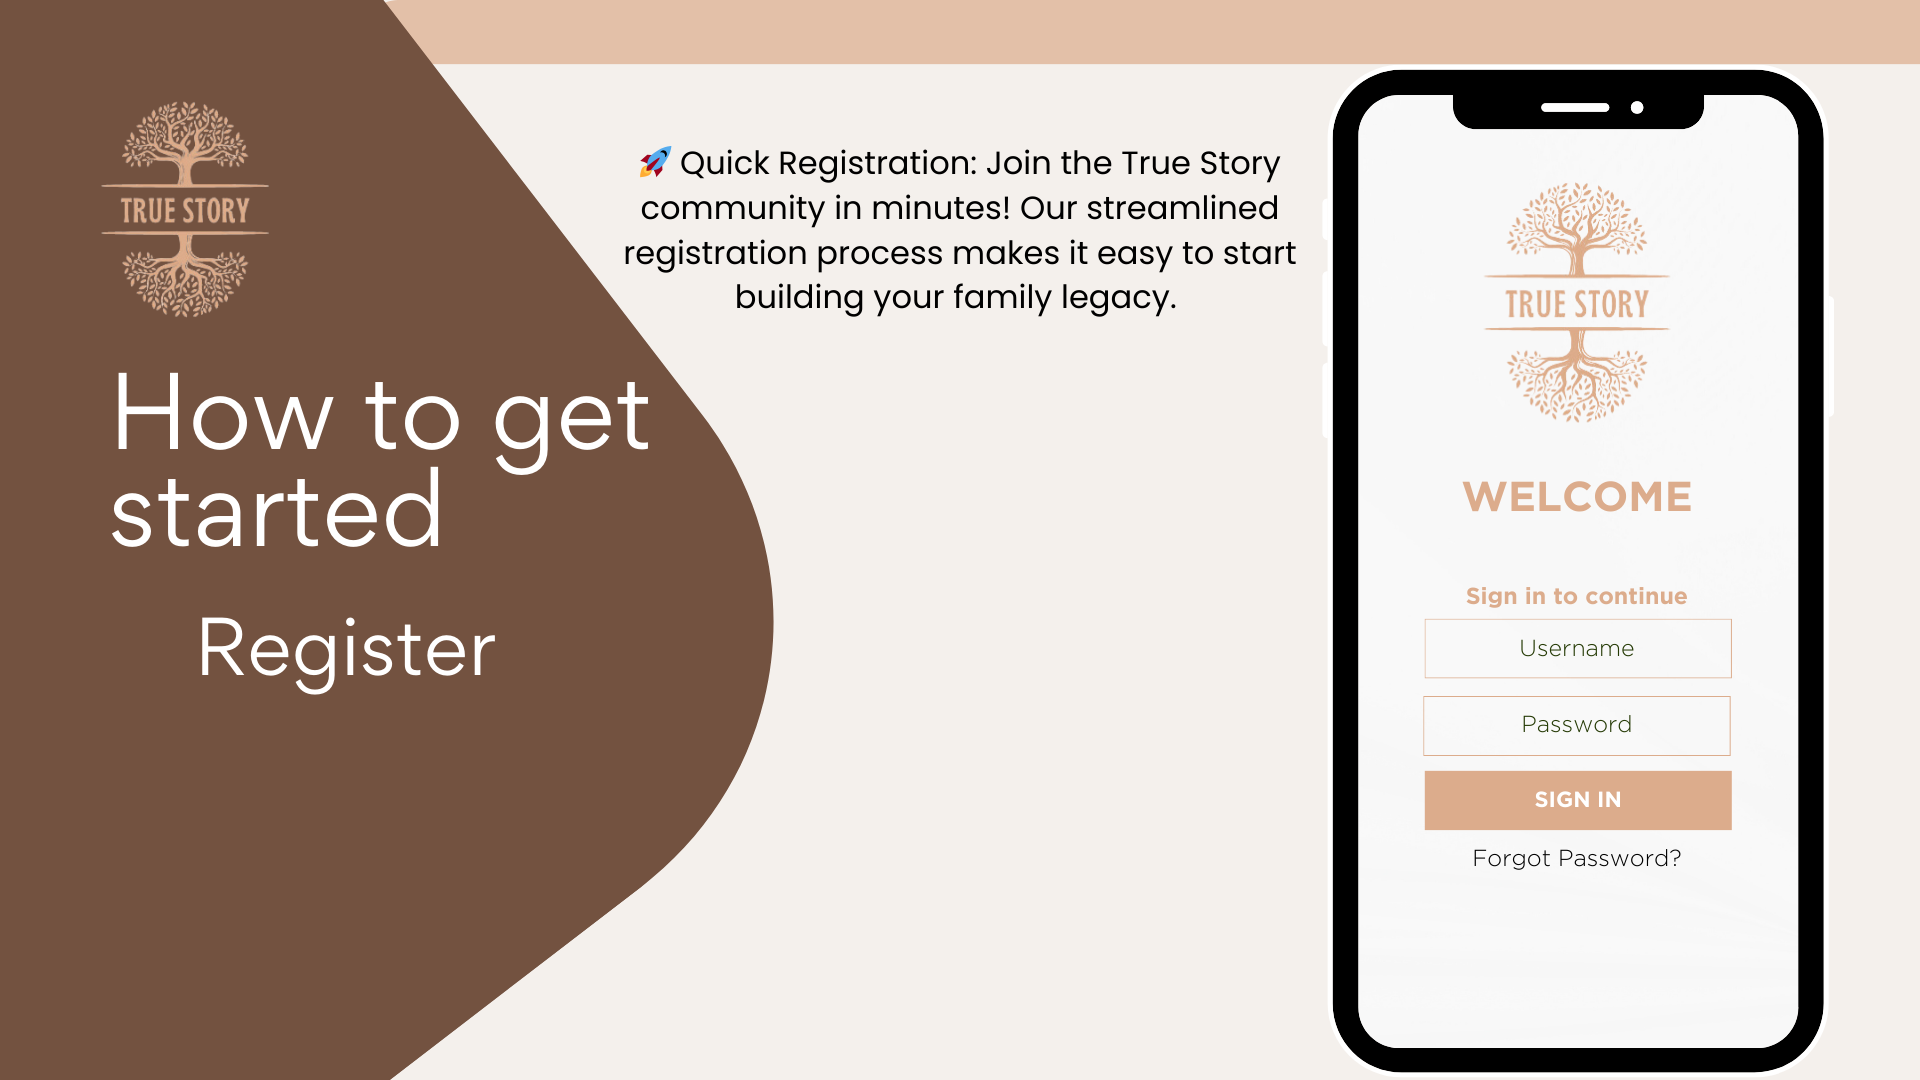 TRUE STORY
How to get
started
Register
🚀 Quick Registration: Join the True Story
community in minutes! Our streamlined
registration process makes it easy to start
building your family legacy.
TRUE STORY
WELCOME
Sign in to continue
Username
Password
SIGN IN
Forgot Password?